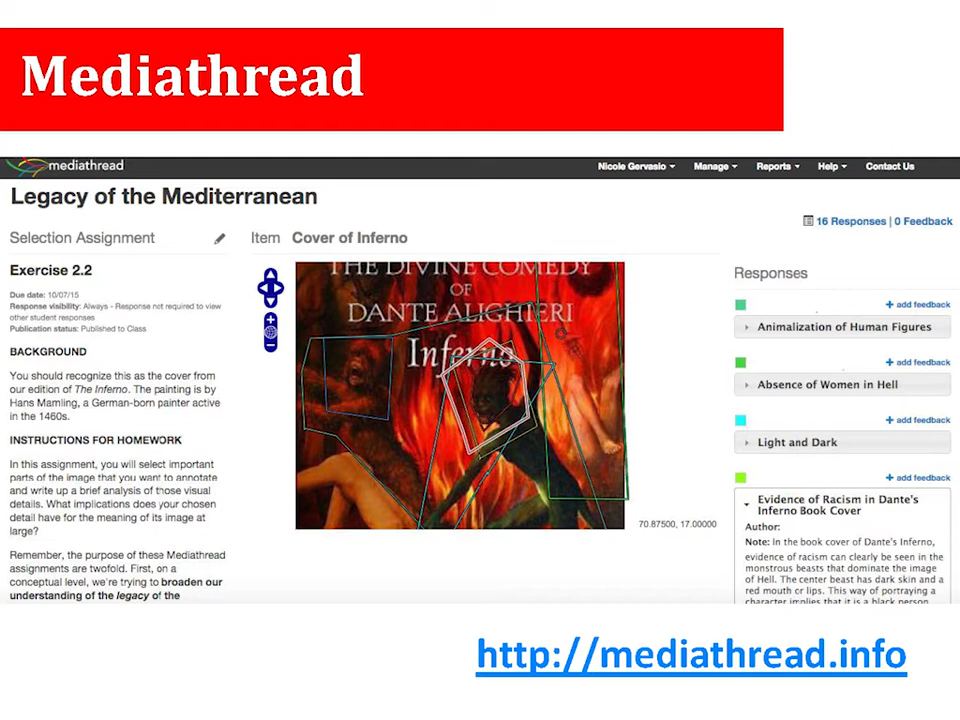 Mediathread
mediathread
Nicole Gervasio
Manage
Reports
Help
Contact Us
Legacy of the Mediterranean
16 Responses | 0 Feedback
Selection Assignment
Item Cover of Inferno
Exercise 2.2
Due date: 10/07/15
Response visibility: Always - Response not required to view
other student responses
Publication status: Published to Class
BACKGROUND
You should recognize this as the cover from
our edition of The Inferno. The painting is by
Hans Mamling, a German-born painter active
in the 1460s.
INSTRUCTIONS FOR HOMEWORK
In this assignment, you will select important
parts of the image that you want to annotate
and write up a brief analysis of those visual
details. What implications does your chosen
detail have for the meaning of its image at
large?
Remember, the purpose of these Mediathread
assignments are twofold. First, on a
conceptual level, we're trying to broaden our
understanding of the legacy of the
THE DIVINE COMEDY
OF
DANTE ALIGHIERI
Inferno
70.87500, 17.00000
Responses
+ add feedback
Animalization of Human Figures
+ add feedback
Absence of Women in Hell
+ add feedback
Light and Dark
+ add feedback
Evidence of Racism in Dante's
Inferno Book Cover
Author:
Note: In the book cover of Dante's Inferno,
evidence of racism can clearly be seen in the
monstrous beasts that dominate the image
of Hell. The center beast has dark skin and a
red mouth or lips. This way of portraying a
character implies that it is a black person
http://mediathread.info